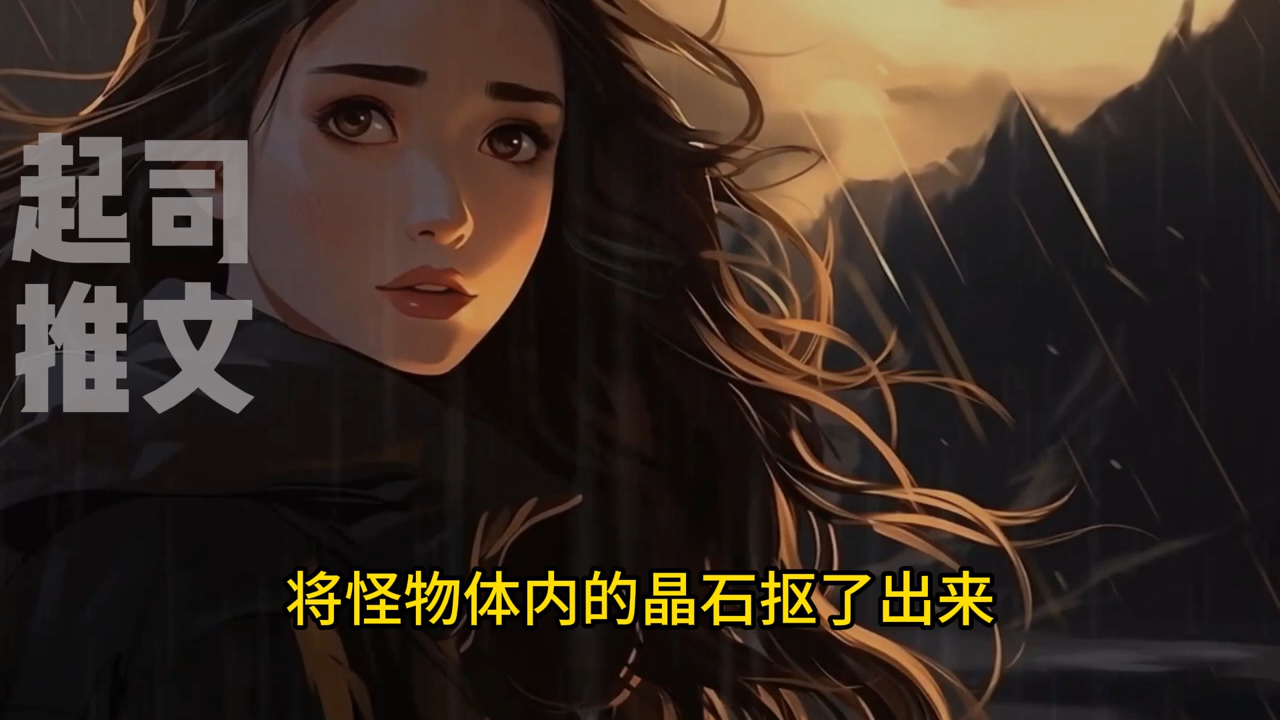 起司
推文
将怪物体内的晶石抠了出来